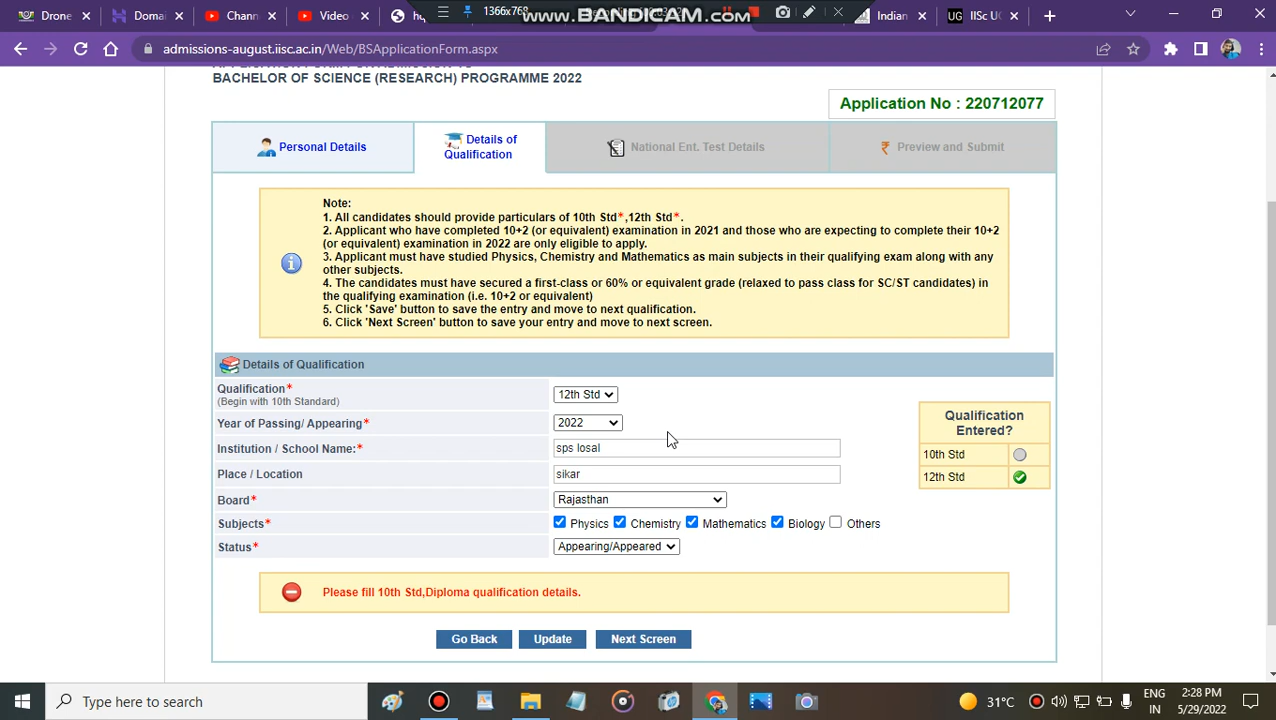 Drone
Domai
Chann
Video
ho
1366x768
www.BANDICAM.com
Indian
UG IISc U
admissions-august.iisc.ac.in/Web/BSApplicationForm.aspx
BACHELOR OF SCIENCE (RESEARCH) PROGRAMME 2022
Application No : 220712077
Personal Details
Details of
Qualification
National Ent. Test Details
Preview and Submit
Note:
1. All candidates should provide particulars of 10th Std*,12th Std*.
2. Applicant who have completed 10+2 (or equivalent) examination in 2021 and those who are expecting to complete their 10+2
(or equivalent) examination in 2022 are only eligible to apply.
3. Applicant must have studied Physics, Chemistry and Mathematics as main subjects in their qualifying exam along with any
other subjects.
4. The candidates must have secured a first-class or 60% or equivalent grade (relaxed to pass class for SC/ST candidates) in
the qualifying examination (i.e. 10+2 or equivalent)
5. Click 'Save' button to save the entry and move to next qualification.
6. Click 'Next Screen' button to save your entry and move to next screen.
Details of Qualification
Qualification*
(Begin with 10th Standard)
12th Std
Year of Passing/ Appearing*
2022
Institution / School Name:*
sps losal
Place / Location
sikar
Board*
Rajasthan
Subjects*
Physics Chemistry Mathematics Biology Others
Status*
Appearing/Appeared
Qualification
Entered?
10th Std
12th Std
Please fill 10th Std,Diploma qualification details.
Go Back
Update
Next Screen
Type here to search
31°C
ENG
IN
2:28 PM
5/29/2022